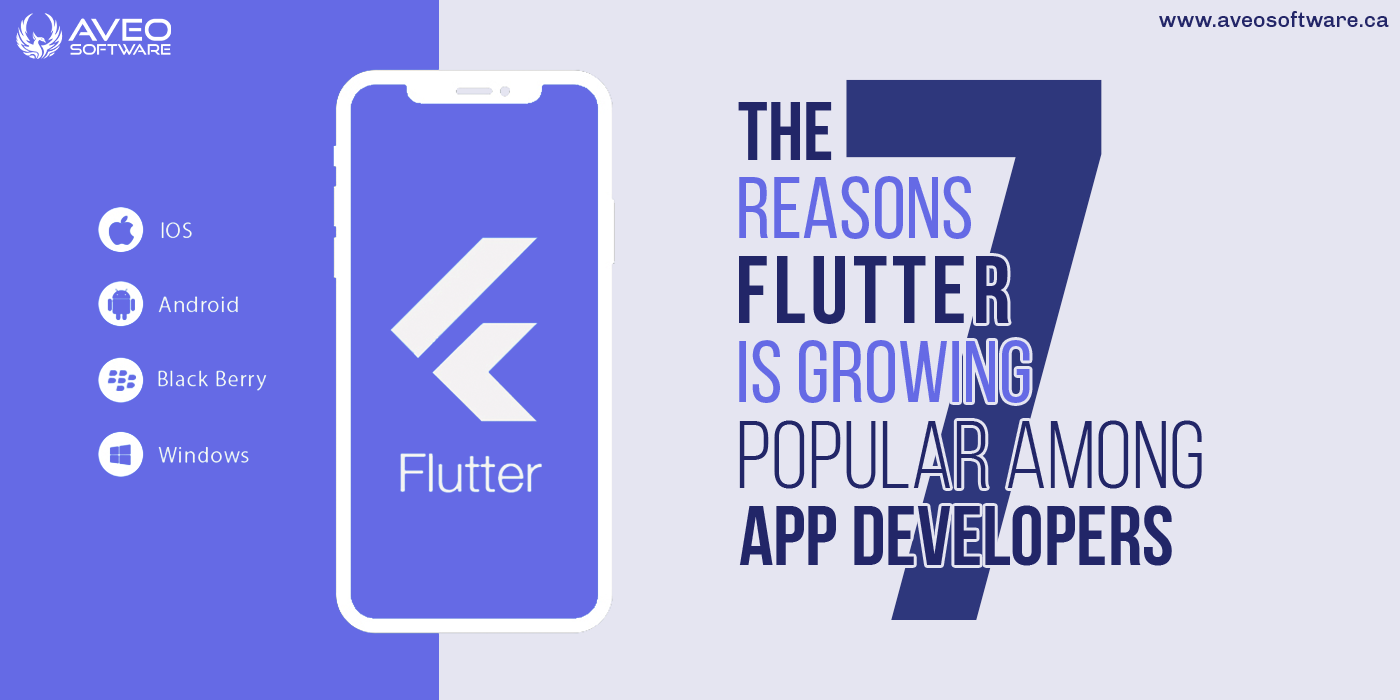 AVEO
SOFTWARE
www.aveosoftware.ca
IOS
Android
Black Berry
Windows
Flutter
THE 7
REASONS
FLUTTER
IS GROWING
POPULAR AMONG
APP DEVELOPERS